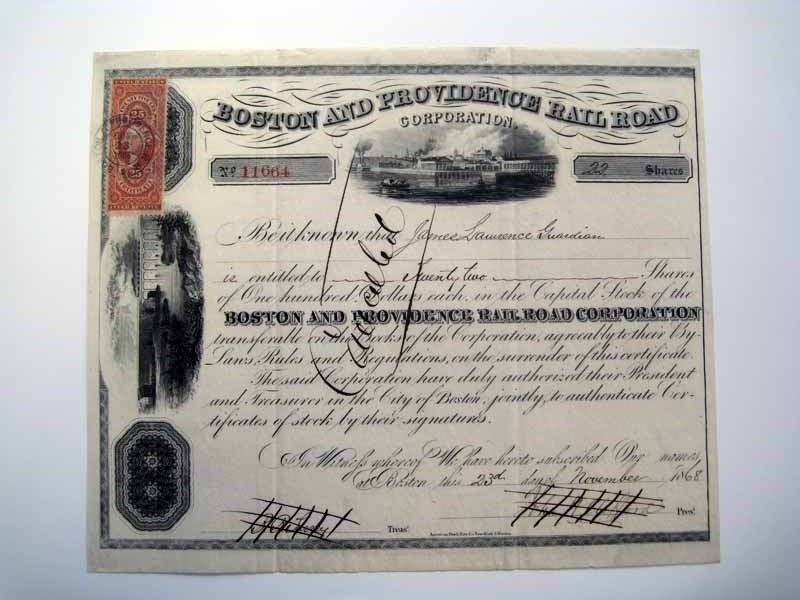 BOSTON AND PROVIDENCE RAIL ROAD
CORPORATION.
25
No. 11664
22 Shares
Be it known, that James Lawrence Guardian
is entitled to Twenty two Shares
of One hundred Dollars each, in the Capital Stock of the
BOSTON AND PROVIDENCE RAIL ROAD CORPORATION
transferable on the Books of the Corporation, agreeably to their By-
Laws, Rules and Regulations, on the surrender of this certificate.
The said Corporation have duly authorized their President
and Treasurer in the City of Boston, jointly, to authenticate Cer-
tificates of stock by their signatures.
Cancelled
In Witness whereof We, have hereto subscribed Our names,
at Boston this 23d day of November 1868
Treasr.
Prest.